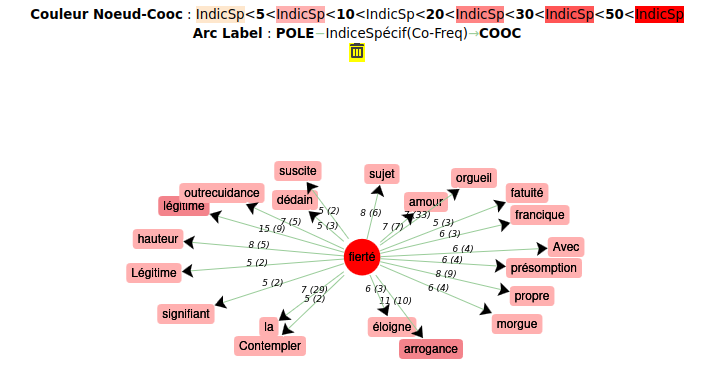 Couleur Noeud-Cooc : IndicSp<5<IndicSp<10<IndicSp<20<IndicSp<30<IndicSp<50<IndicSp
Arc Label : POLE—IndiceSpécif(Co-Freq)→COOC
suscite
sujet
orgueil
outrecuidance
dédain
amour
fatuité
légitime
francique
5 (2)
8 (6)
(33)
7 (5)
5 (3)
7 (7)
5 (3)
15 (9)
6 (3)
hauteur
8 (5)
6 (4)
Avec
fierté
Légitime
5 (2)
6 (4)
présomption
5 (2)
8 (9)
7 (29)
6 (3)
6 (4)
propre
5 (2)
11 (10)
signifiant
la
éloigne
morgue
Contempler
arrogance